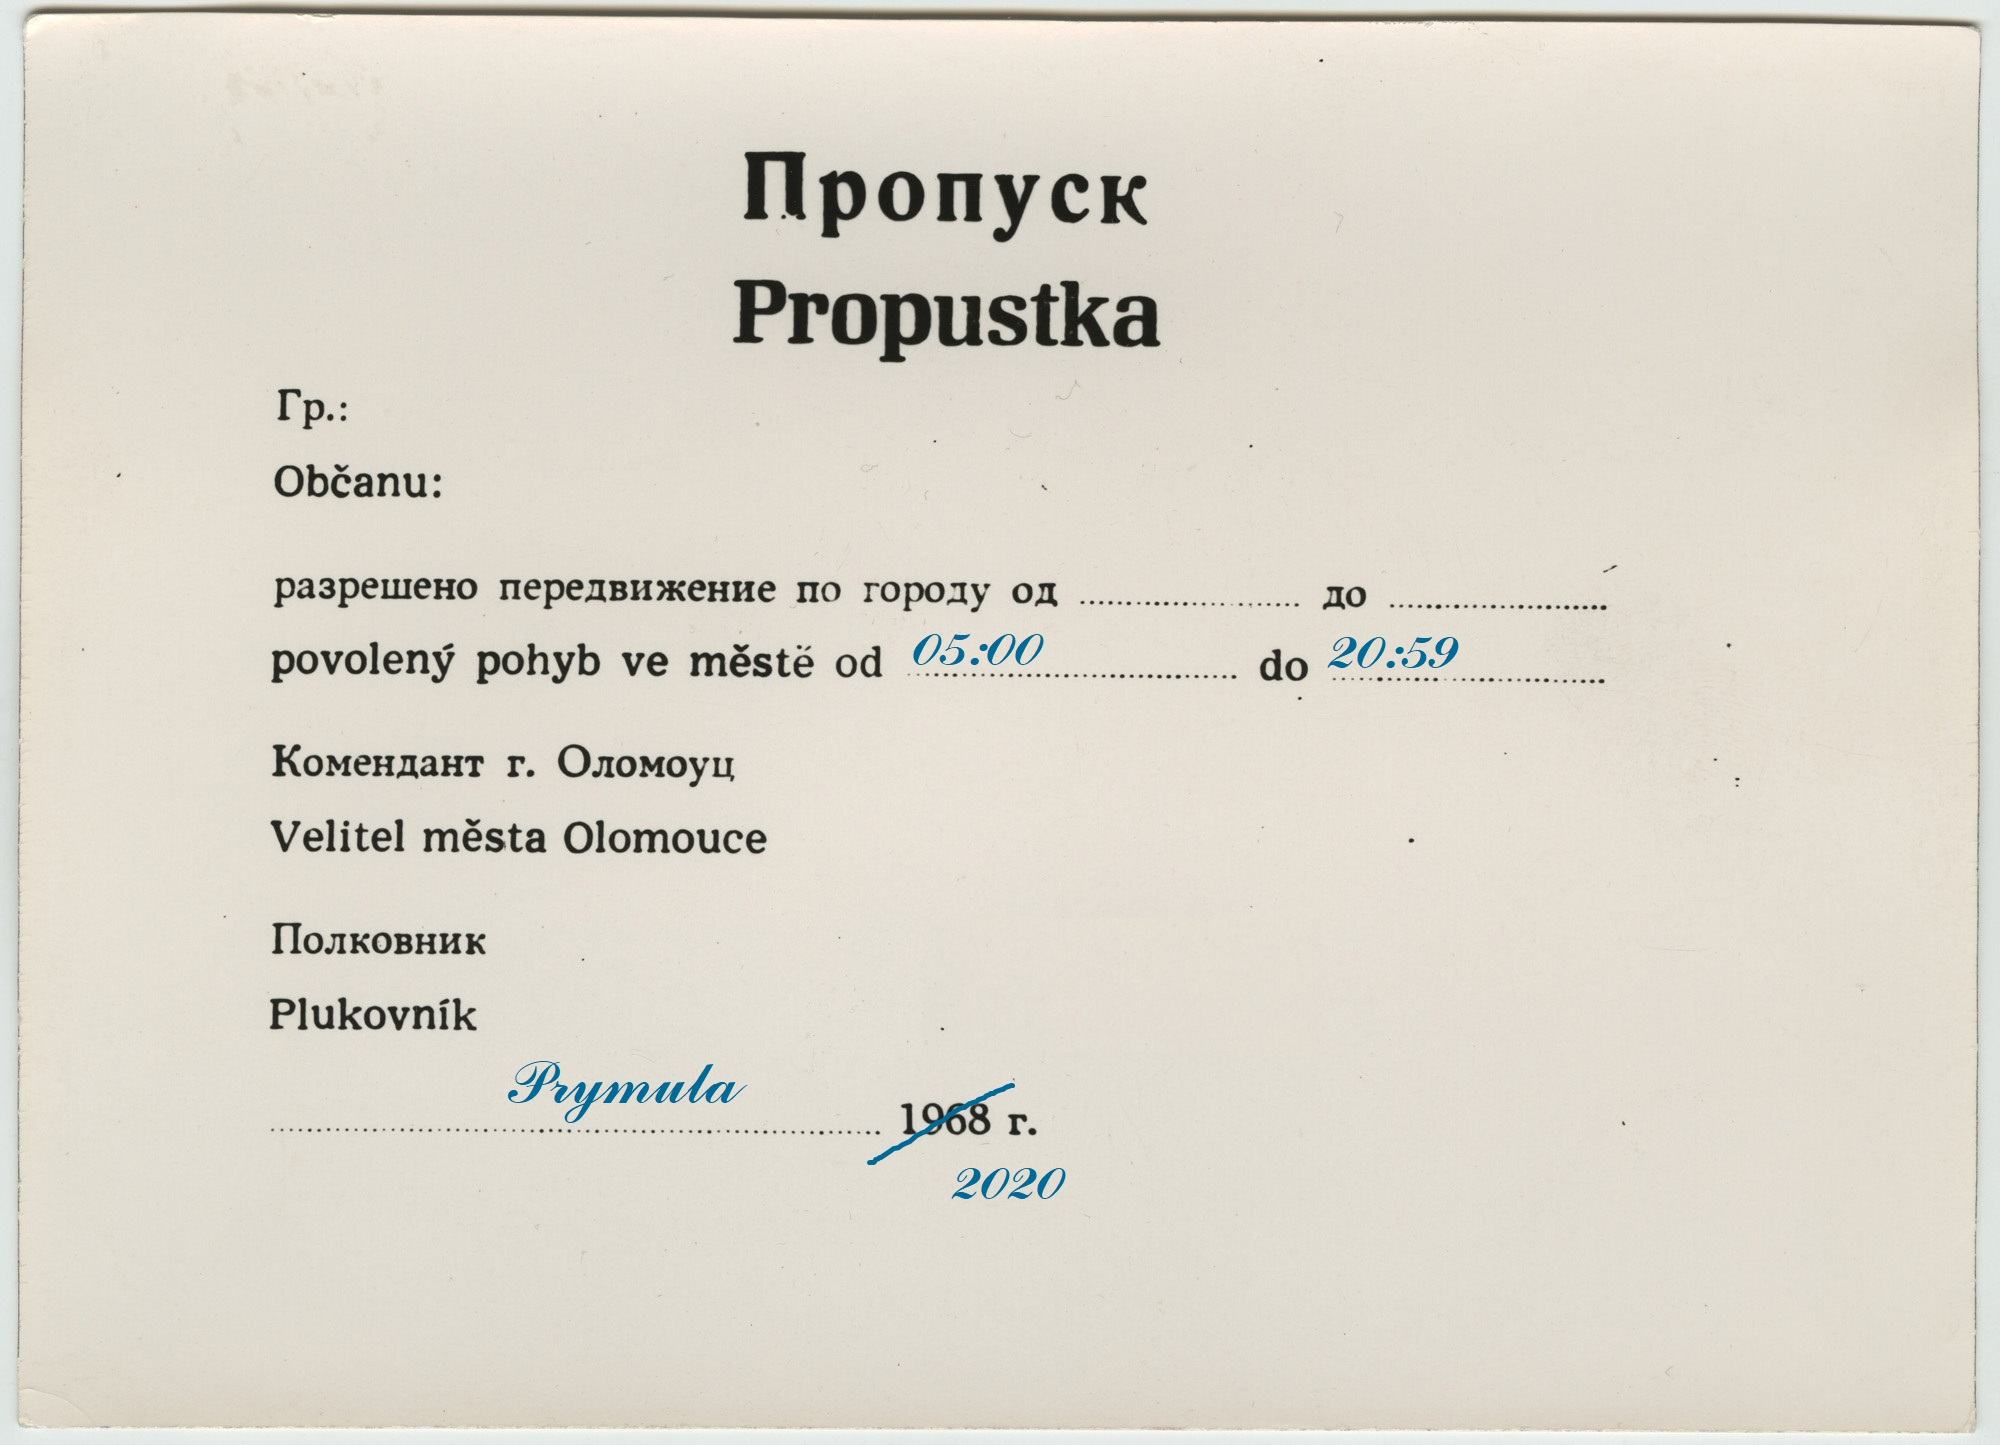 Пропуск
Propustka
Гр.:
Občanu:
разрешено передвижение по городу од ........................ до ........................
povolený pohyb ve městë od 05:00 do 20:59
Комендант г. Оломоуц
Velitel města Olomouce
Полковник
Plukovník
Prymula
1968 г.
2020